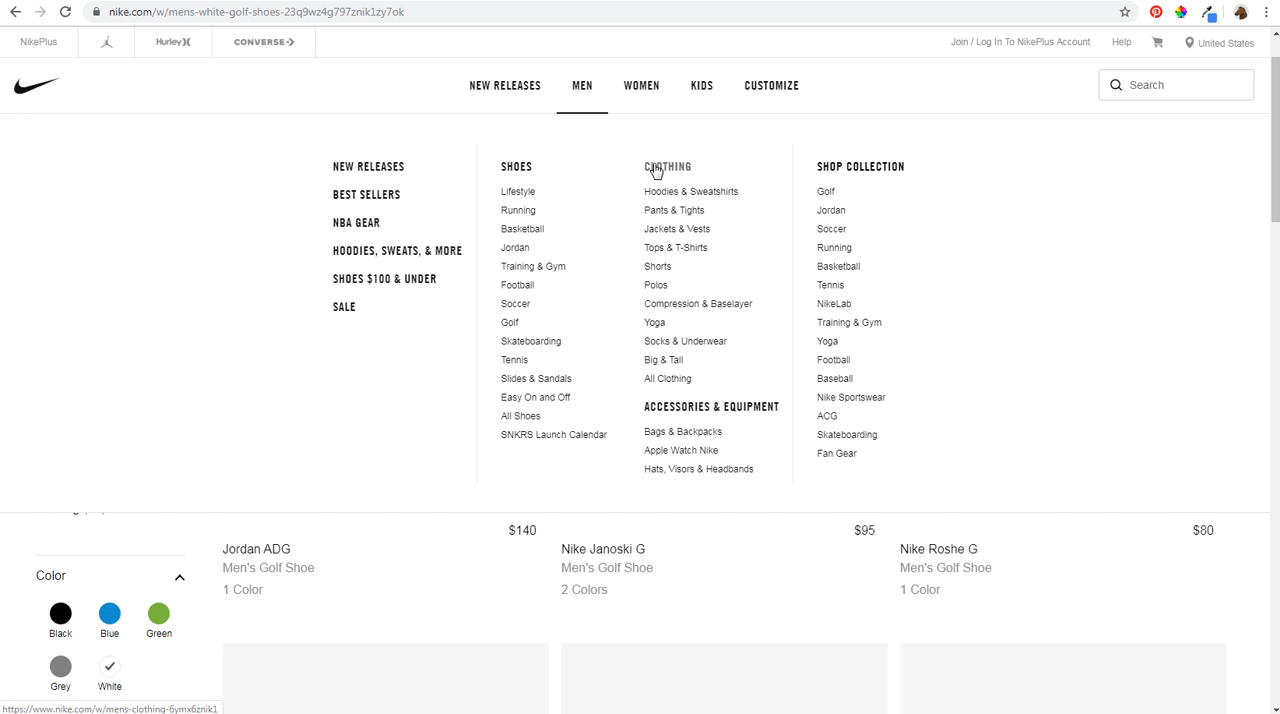 nike.com/w/mens-white-golf-shoes-23q9wz4g797znik1zy7ok
NikePlus
Hurley
CONVERSE
Join / Log In To NikePlus Account
Help
United States
NEW RELEASES
MEN
WOMEN
KIDS
CUSTOMIZE
Search
NEW RELEASES
BEST SELLERS
NBA GEAR
HOODIES, SWEATS, & MORE
SHOES $100 & UNDER
SALE
SHOES
Lifestyle
Running
Basketball
Jordan
Training & Gym
Football
Soccer
Golf
Skateboarding
Tennis
Slides & Sandals
Easy On and Off
All Shoes
SNKRS Launch Calendar
CLOTHING
Hoodies & Sweatshirts
Pants & Tights
Jackets & Vests
Tops & T-Shirts
Shorts
Polos
Compression & Baselayer
Yoga
Socks & Underwear
Big & Tall
All Clothing
ACCESSORIES & EQUIPMENT
Bags & Backpacks
Apple Watch Nike
Hats, Visors & Headbands
SHOP COLLECTION
Golf
Jordan
Soccer
Running
Basketball
Tennis
NikeLab
Training & Gym
Yoga
Football
Baseball
Nike Sportswear
ACG
Skateboarding
Fan Gear
Color
Black
Blue
Green
Grey
White
$140
Jordan ADG
Men's Golf Shoe
1 Color
$95
Nike Janoski G
Men's Golf Shoe
2 Colors
$80
Nike Roshe G
Men's Golf Shoe
1 Color
https://www.nike.com/w/mens-clothing-6ymx6znik1